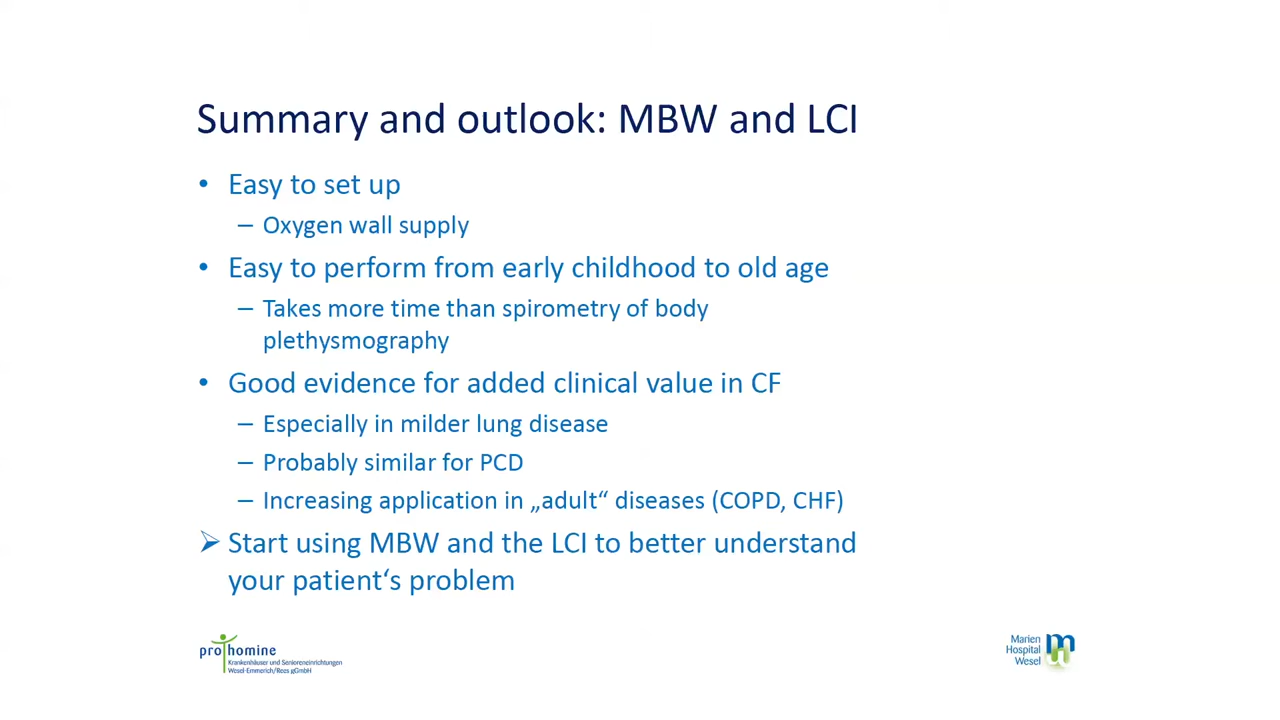 Summary and outlook: MBW and LCI
• Easy to set up
– Oxygen wall supply
• Easy to perform from early childhood to old age
– Takes more time than spirometry of body
plethysmography
• Good evidence for added clinical value in CF
– Especially in milder lung disease
– Probably similar for PCD
– Increasing application in „adult“ diseases (COPD, CHF)
➢ Start using MBW and the LCI to better understand
your patient‘s problem
pro homine
Krankenhäuser und Senioreneinrichtungen
Wesel-Emmerich/Rees gGmbH
Marien
Hospital
Wesel